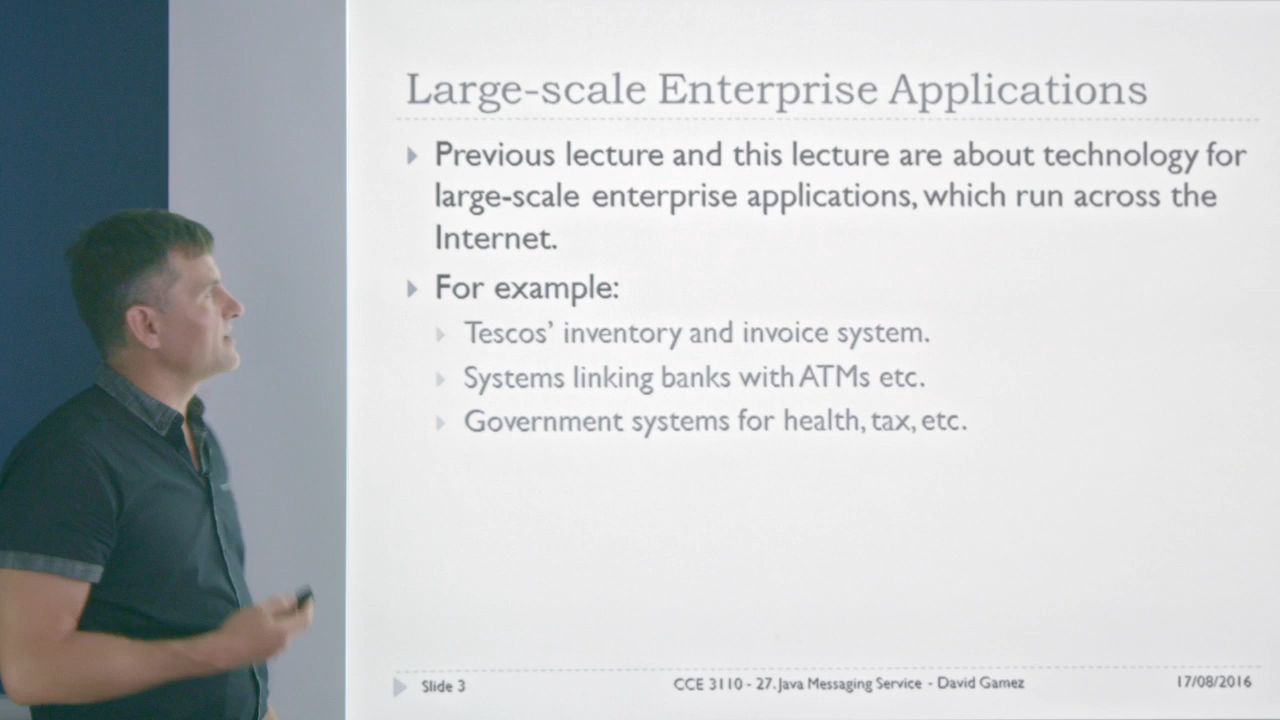 Large-scale Enterprise Applications
Previous lecture and this lecture are about technology for
large-scale enterprise applications, which run across the
Internet.
For example:
Tescos’ inventory and invoice system.
Systems linking banks with ATMs etc.
Government systems for health, tax, etc.
Slide 3
CCE 3110 - 27. Java Messaging Service - David Gamez
17/08/2016